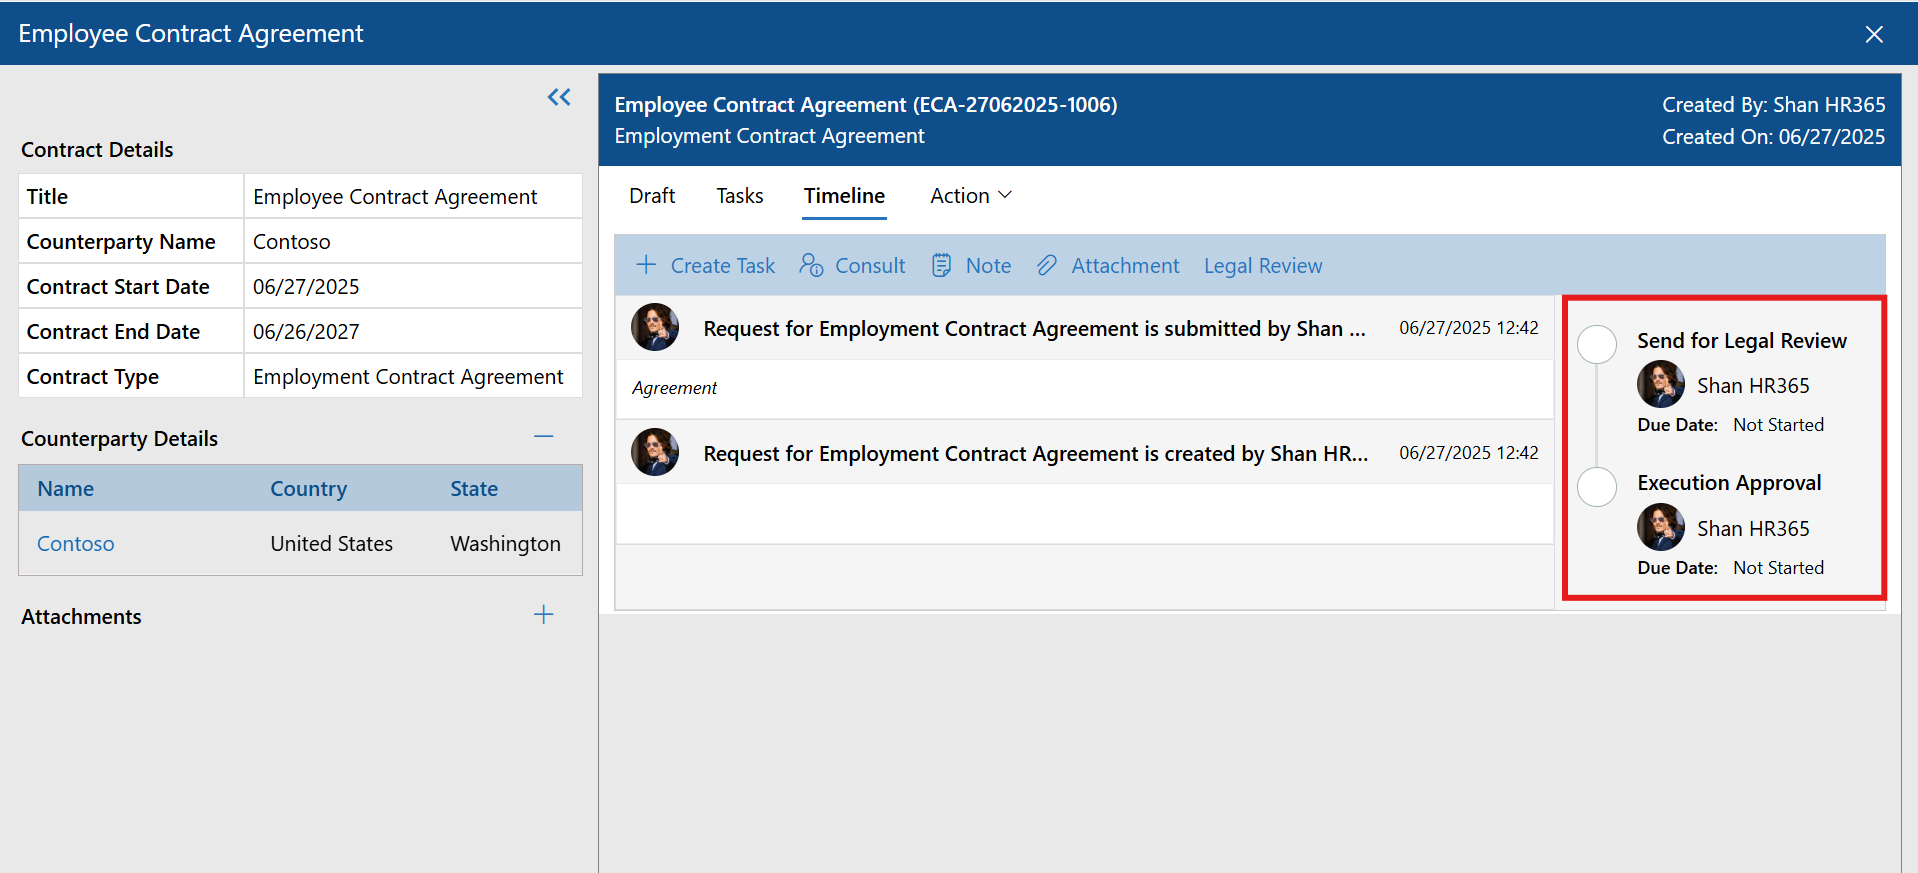 Employee Contract Agreement
Contract Details
Title Employee Contract Agreement
Counterparty Name Contoso
Contract Start Date 06/27/2025
Contract End Date 06/26/2027
Contract Type Employment Contract Agreement
Counterparty Details
Name Country State
Contoso United States Washington
Attachments
Employee Contract Agreement (ECA-27062025-1006)
Employment Contract Agreement
Created By: Shan HR365
Created On: 06/27/2025
Draft Tasks Timeline Action
Create Task Consult Note Attachment Legal Review
Request for Employment Contract Agreement is submitted by Shan ... 06/27/2025 12:42
Agreement
Request for Employment Contract Agreement is created by Shan HR... 06/27/2025 12:42
Send for Legal Review
Shan HR365
Due Date: Not Started
Execution Approval
Shan HR365
Due Date: Not Started